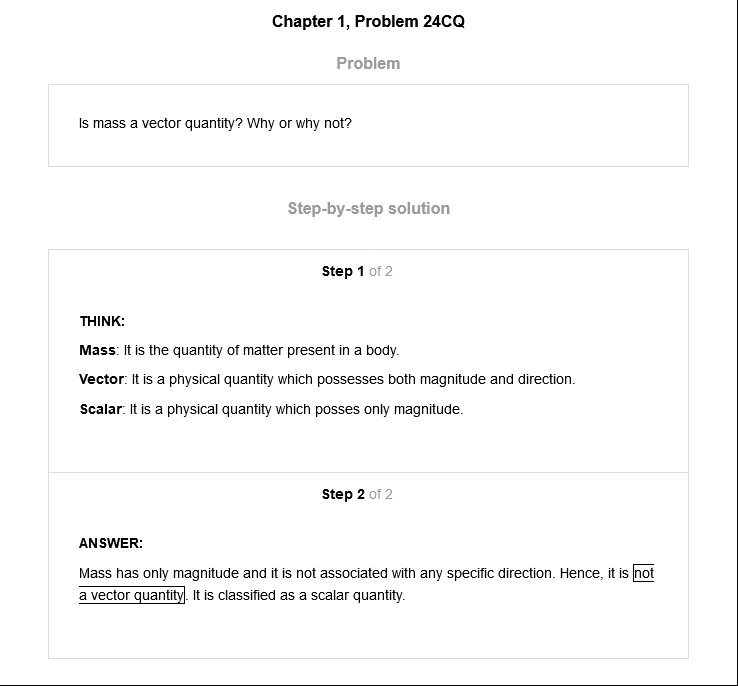 Chapter 1, Problem 24CQ
Problem
Is mass a vector quantity? Why or why not?
Step-by-step solution
Step 1 of 2
THINK:
Mass: It is the quantity of matter present in a body.
Vector: It is a physical quantity which possesses both magnitude and direction.
Scalar: It is a physical quantity which posses only magnitude.
Step 2 of 2
ANSWER:
Mass has only magnitude and it is not associated with any specific direction. Hence, it is not
a vector quantity. It is classified as a scalar quantity.